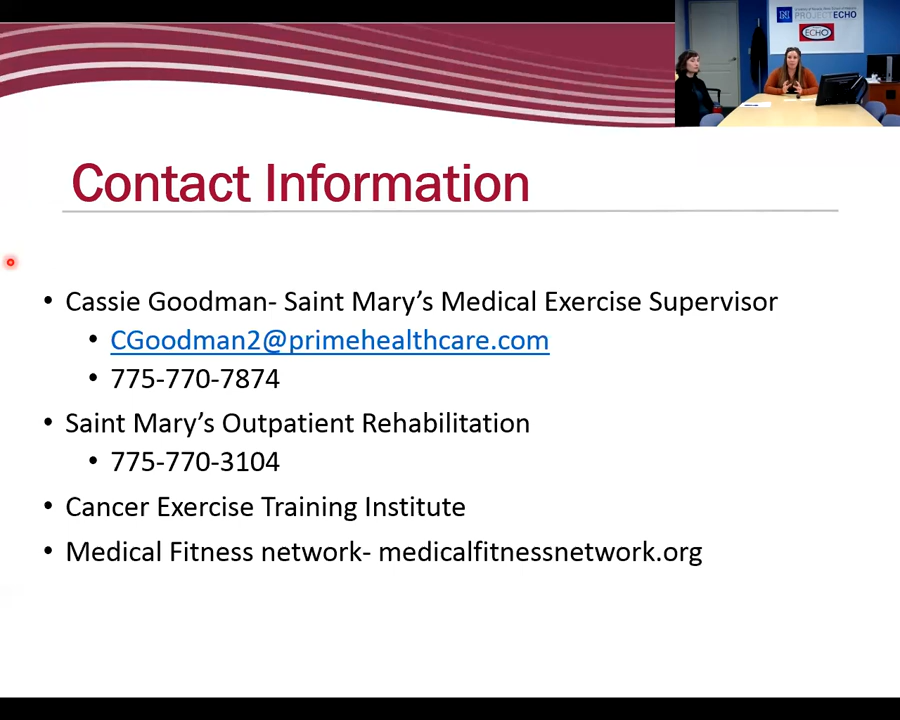 PROJECT ECHO
ECHO
Contact Information
• Cassie Goodman- Saint Mary's Medical Exercise Supervisor
• CGoodman2@primehealthcare.com
• 775-770-7874
• Saint Mary's Outpatient Rehabilitation
• 775-770-3104
• Cancer Exercise Training Institute
• Medical Fitness network- medicalfitnessnetwork.org